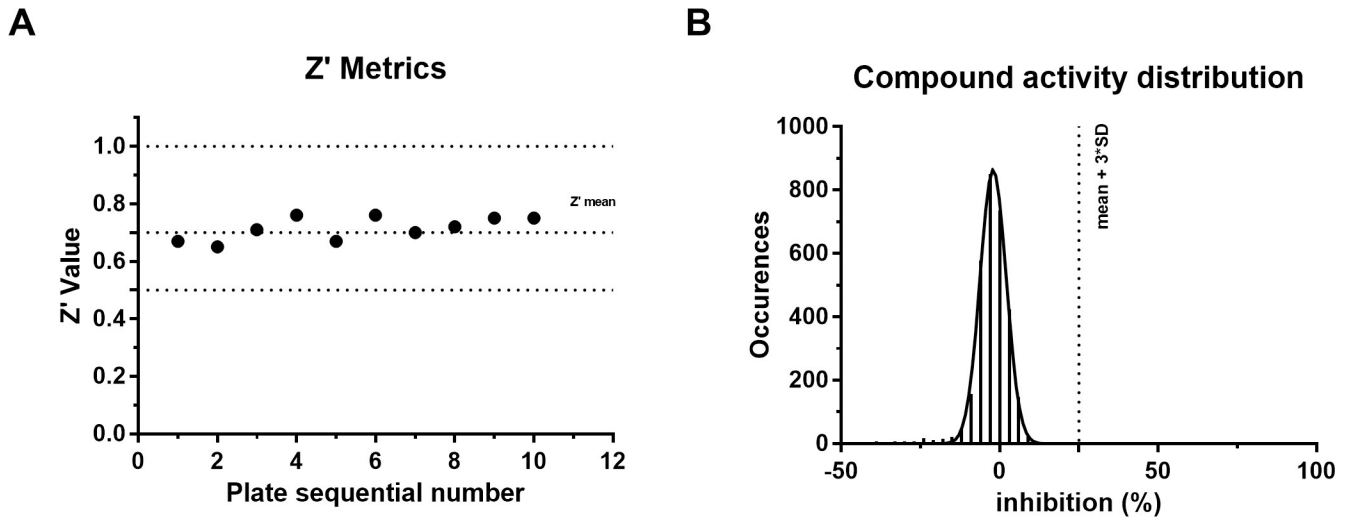 A
Z' Metrics
Z' Value
1.0
0.8
0.6
0.4
0.2
0.0
Z' mean
0 2 4 6 8 10 12
Plate sequential number
B
Compound activity distribution
Occurences
1000
800
600
400
200
0
mean + 3*SD
-50 0 50 100
inhibition (%)